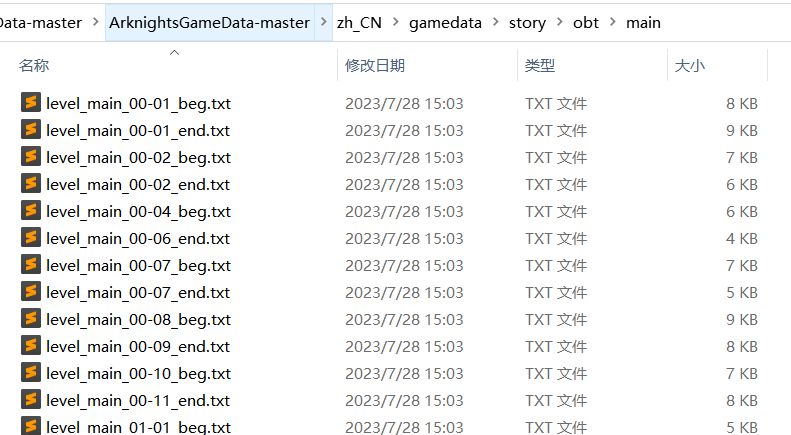 Data-master > ArknightsGameData-master > zh_CN > gamedata > story > obt > main
名称 修改日期 类型 大小
level_main_00-01_beg.txt 2023/7/28 15:03 TXT 文件 8 KB
level_main_00-01_end.txt 2023/7/28 15:03 TXT 文件 9 KB
level_main_00-02_beg.txt 2023/7/28 15:03 TXT 文件 7 KB
level_main_00-02_end.txt 2023/7/28 15:03 TXT 文件 6 KB
level_main_00-04_beg.txt 2023/7/28 15:03 TXT 文件 6 KB
level_main_00-06_end.txt 2023/7/28 15:03 TXT 文件 4 KB
level_main_00-07_beg.txt 2023/7/28 15:03 TXT 文件 7 KB
level_main_00-07_end.txt 2023/7/28 15:03 TXT 文件 5 KB
level_main_00-08_beg.txt 2023/7/28 15:03 TXT 文件 9 KB
level_main_00-09_end.txt 2023/7/28 15:03 TXT 文件 8 KB
level_main_00-10_beg.txt 2023/7/28 15:03 TXT 文件 7 KB
level_main_00-11_end.txt 2023/7/28 15:03 TXT 文件 8 KB
level_main_01-01_beg.txt 2023/7/28 15:03 TXT 文件 5 KB